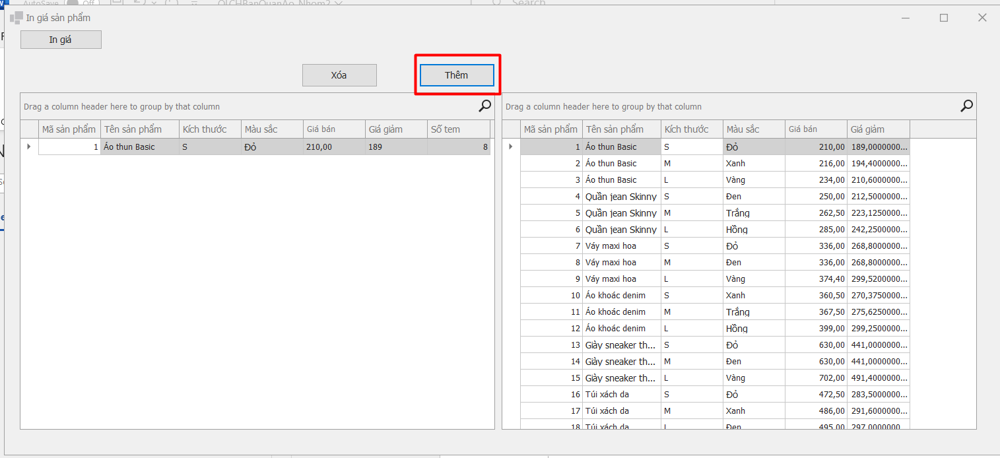 AutoSave Off QLCHBanQuanAo_Nhom2 Search
In giá sản phẩm
In giá
Xóa Thêm
Drag a column header here to group by that column
Mã sản phẩm Tên sản phẩm Kích thước Màu sắc Giá bán Giá giảm Số tem
1 Áo thun Basic S Đỏ 210,00 189 8
Drag a column header here to group by that column
Mã sản phẩm Tên sản phẩm Kích thước Màu sắc Giá bán Giá giảm
1 Áo thun Basic S Đỏ 210,00 189,0000000...
2 Áo thun Basic M Xanh 216,00 194,4000000...
3 Áo thun Basic L Vàng 234,00 210,6000000...
4 Quần jean Skinny S Đen 250,00 212,5000000...
5 Quần jean Skinny M Trắng 262,50 223,1250000...
6 Quần jean Skinny L Hồng 285,00 242,2500000...
7 Váy maxi hoa S Đỏ 336,00 268,8000000...
8 Váy maxi hoa M Đen 336,00 268,8000000...
9 Váy maxi hoa L Vàng 374,40 299,5200000...
10 Áo khoác denim S Xanh 360,50 270,3750000...
11 Áo khoác denim M Trắng 367,50 275,6250000...
12 Áo khoác denim L Hồng 399,00 299,2500000...
13 Giày sneaker th... S Đỏ 630,00 441,0000000...
14 Giày sneaker th... M Đen 630,00 441,0000000...
15 Giày sneaker th... L Vàng 702,00 491,4000000...
16 Túi xách da S Đỏ 472,50 283,5000000...
17 Túi xách da M Xanh 486,00 291,6000000...
18 Túi xách da L Đen 495,00 297,0000000...